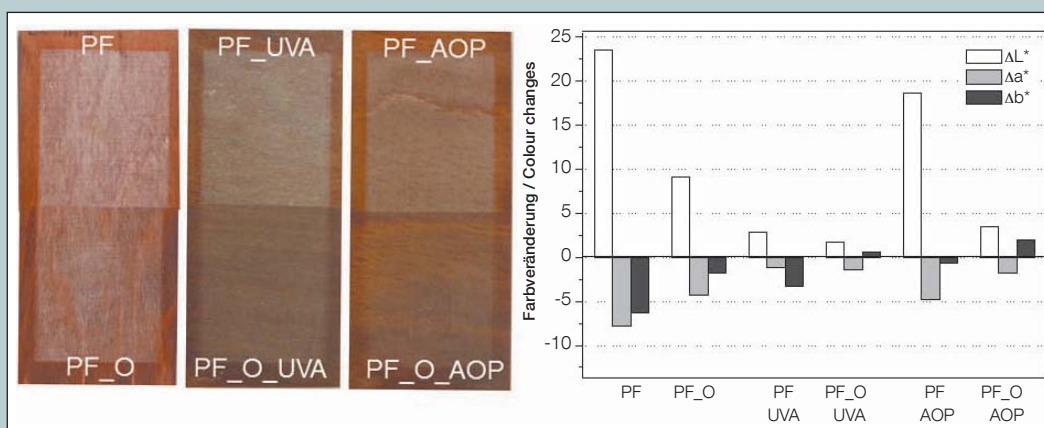 PF
PF_UVA
PF_AOP
PF_O
PF_O_UVA
PF_O_AOP
Farbveränderung / Colour changes
25
20
15
10
5
0
-5
-10
ΔL*
Δa*
Δb*
PF
PF_O
PF
UVA
PF_O
UVA
PF
AOP
PF_O
AOP